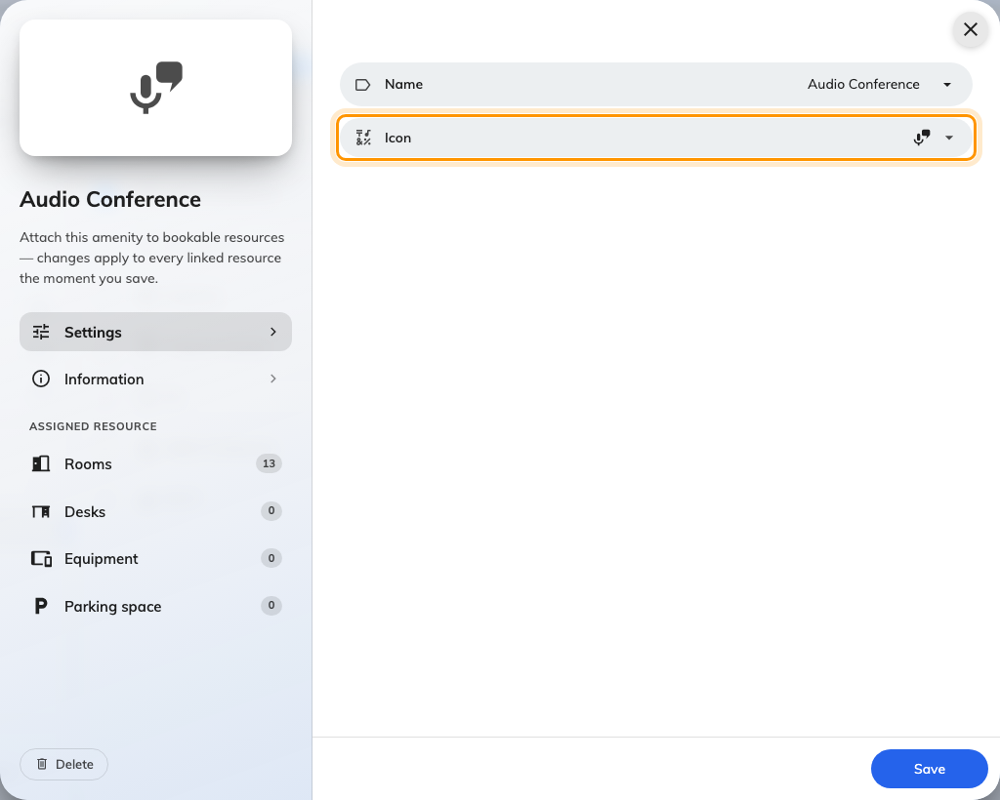 Audio Conference
Attach this amenity to bookable resources
— changes apply to every linked resource
the moment you save.
Settings
Information
ASSIGNED RESOURCE
Rooms 13
Desks 0
Equipment 0
Parking space 0
Delete
Name Audio Conference
Icon
Save